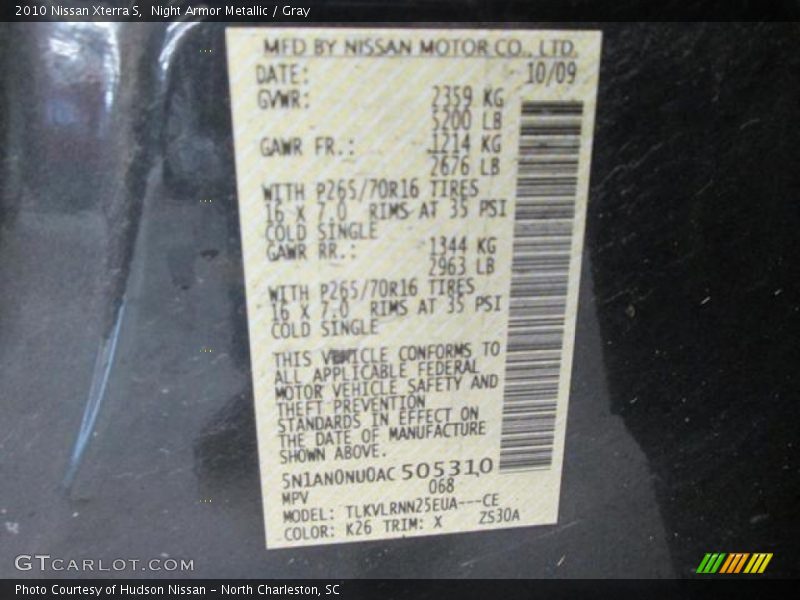 2010 Nissan Xterra S,  Night Armor Metallic / Gray
MFD BY NISSAN MOTOR CO., LTD.
DATE: 10/09
GVWR: 2359 KG
5200 LB
GAWR FR.: 1214 KG
2676 LB
WITH P265/70R16 TIRES
16 X 7.0 RIMS AT 35 PSI
COLD SINGLE
GAWR RR.: 1344 KG
2963 LB
WITH P265/70R16 TIRES
16 X 7.0 RIMS AT 35 PSI
COLD SINGLE
THIS VEHICLE CONFORMS TO
ALL APPLICABLE FEDERAL
MOTOR VEHICLE SAFETY AND
THEFT PREVENTION
STANDARDS IN EFFECT ON
THE DATE OF MANUFACTURE
SHOWN ABOVE.
5N1AN0NU0AC 505310
MPV 068
MODEL: TLKVLRNN25EUA---CE
COLOR: K26 TRIM: X ZS30A
GTCARLOT.COM
Photo Courtesy of Hudson Nissan - North Charleston, SC